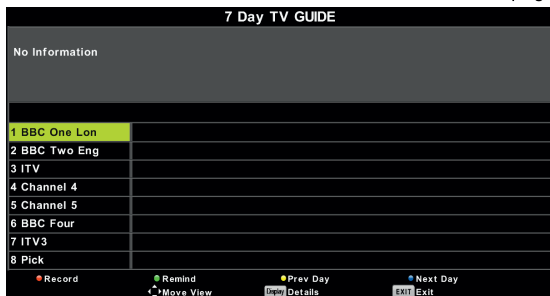 7 Day TV GUIDE
No Information
1 BBC One Lon
2 BBC Two Eng
3 ITV
4 Channel 4
5 Channel 5
6 BBC Four
7 ITV3
8 Pick
Record Remind Prev Day Next Day
Move View Display Details EXIT Exit